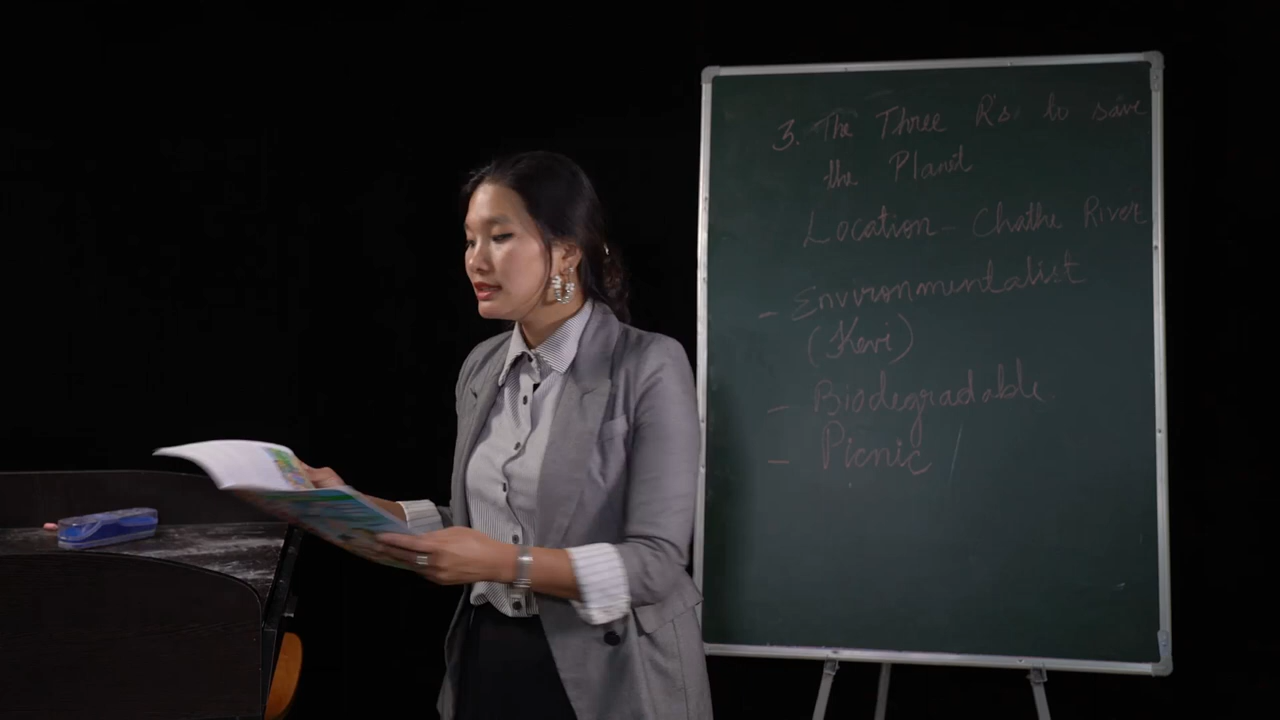 3. The Three R's to save
the Planet
Location - Chathe River
- Environmentalist
(Kevi)
- Biodegradable.
- Picnic